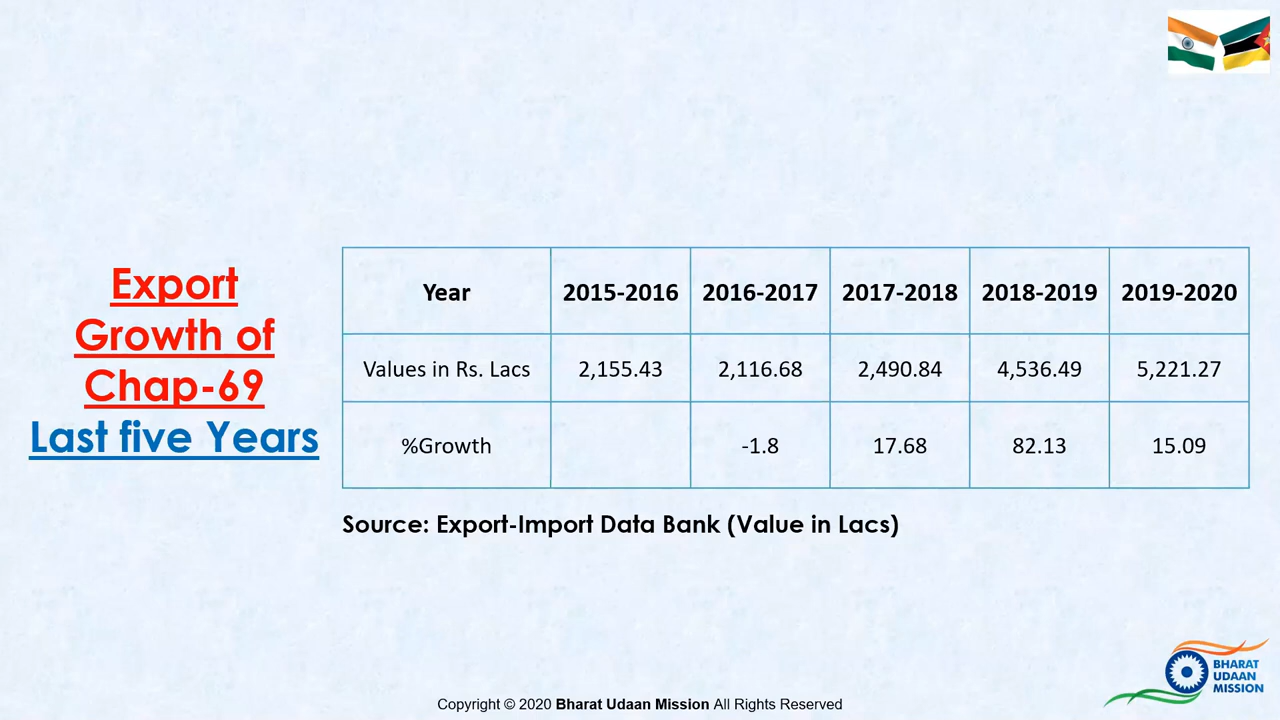 Export
Growth of
Chap-69
Last five Years
Year 2015-2016 2016-2017 2017-2018 2018-2019 2019-2020
Values in Rs. Lacs 2,155.43 2,116.68 2,490.84 4,536.49 5,221.27
%Growth -1.8 17.68 82.13 15.09
Source: Export-Import Data Bank (Value in Lacs)
BHARAT
UDAAN
MISSION
Copyright © 2020 Bharat Udaan Mission All Rights Reserved